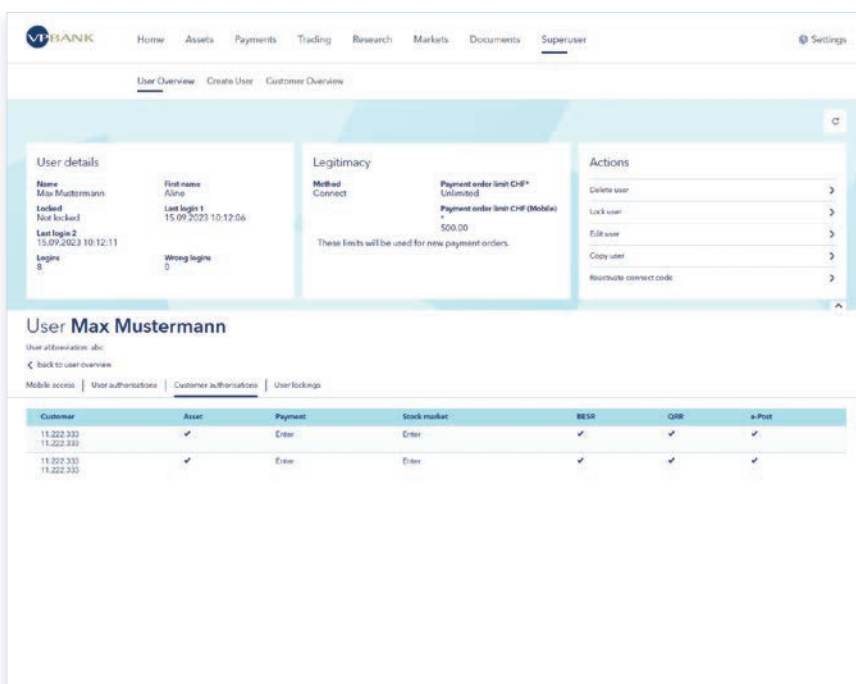 VPBANK
Home Assets Payments Trading Research Markets Documents Superuser Settings
User Overview Create User Customer Overview
User details
Name First name
Max Mustermann Aline
Locked Last login 1
Not locked 15.09.2023 10:12:06
Last login 2
15.09.2023 10:12:11
Logins Wrong logins
8 0
Legitimacy
Method Payment order limit CHF*
Connect Unlimited
Payment order limit CHF (Mobile)
*
500.00
These limits will be used for new payment orders.
Actions
Delete user
Lock user
Edit user
Copy user
Reactivate connect code
User Max Mustermann
User abbreviation: abc
back to user overview
Mobile access | User authorisations | Customer authorisations | User lockings
Customer Asset Payment Stock market BESR QRR e-Post
11.222.333 ✔ Enter Enter ✔ ✔ ✔
11.222.333
11.222.333 ✔ Enter Enter ✔ ✔ ✔
11.222.333